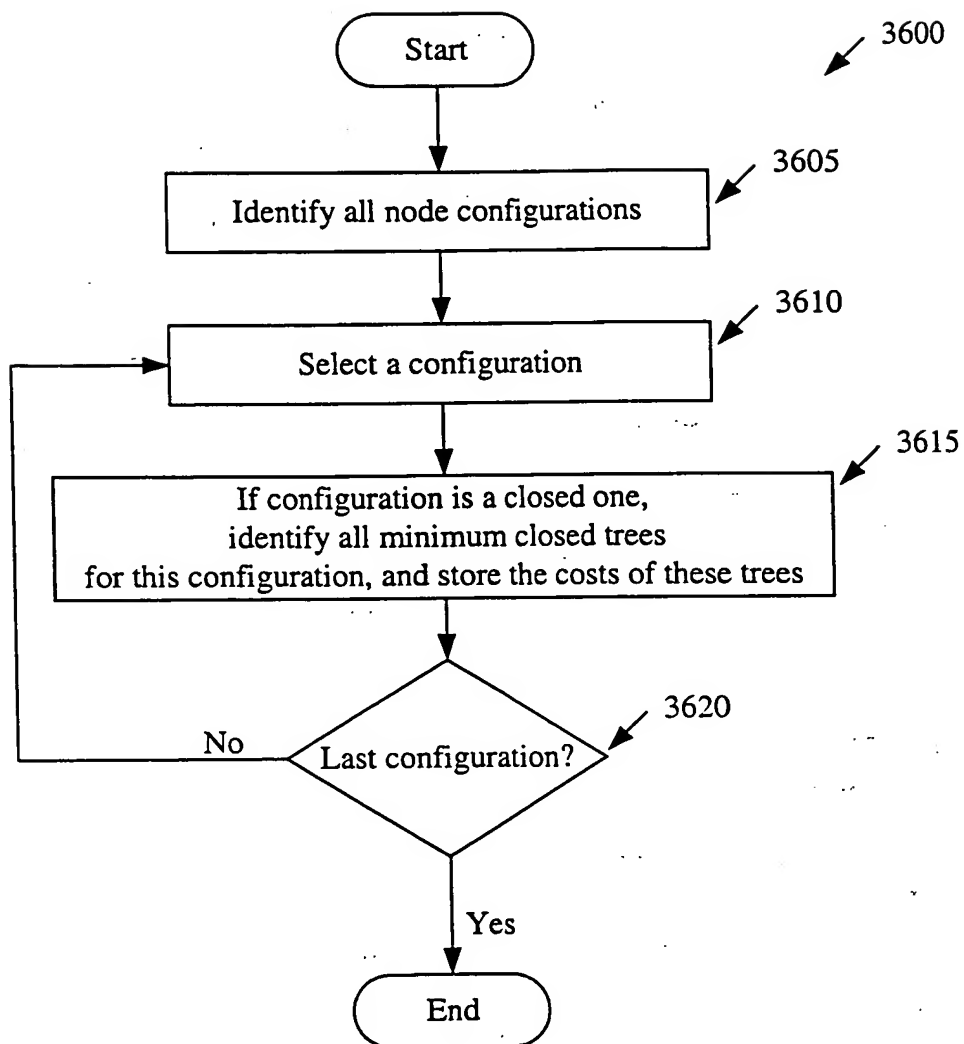 Start
3600
3605
Identify all node configurations
3610
Select a configuration
3615
If configuration is a closed one,
identify all minimum closed trees
for this configuration, and store the costs of these trees
3620
No
Last configuration?
Yes
End